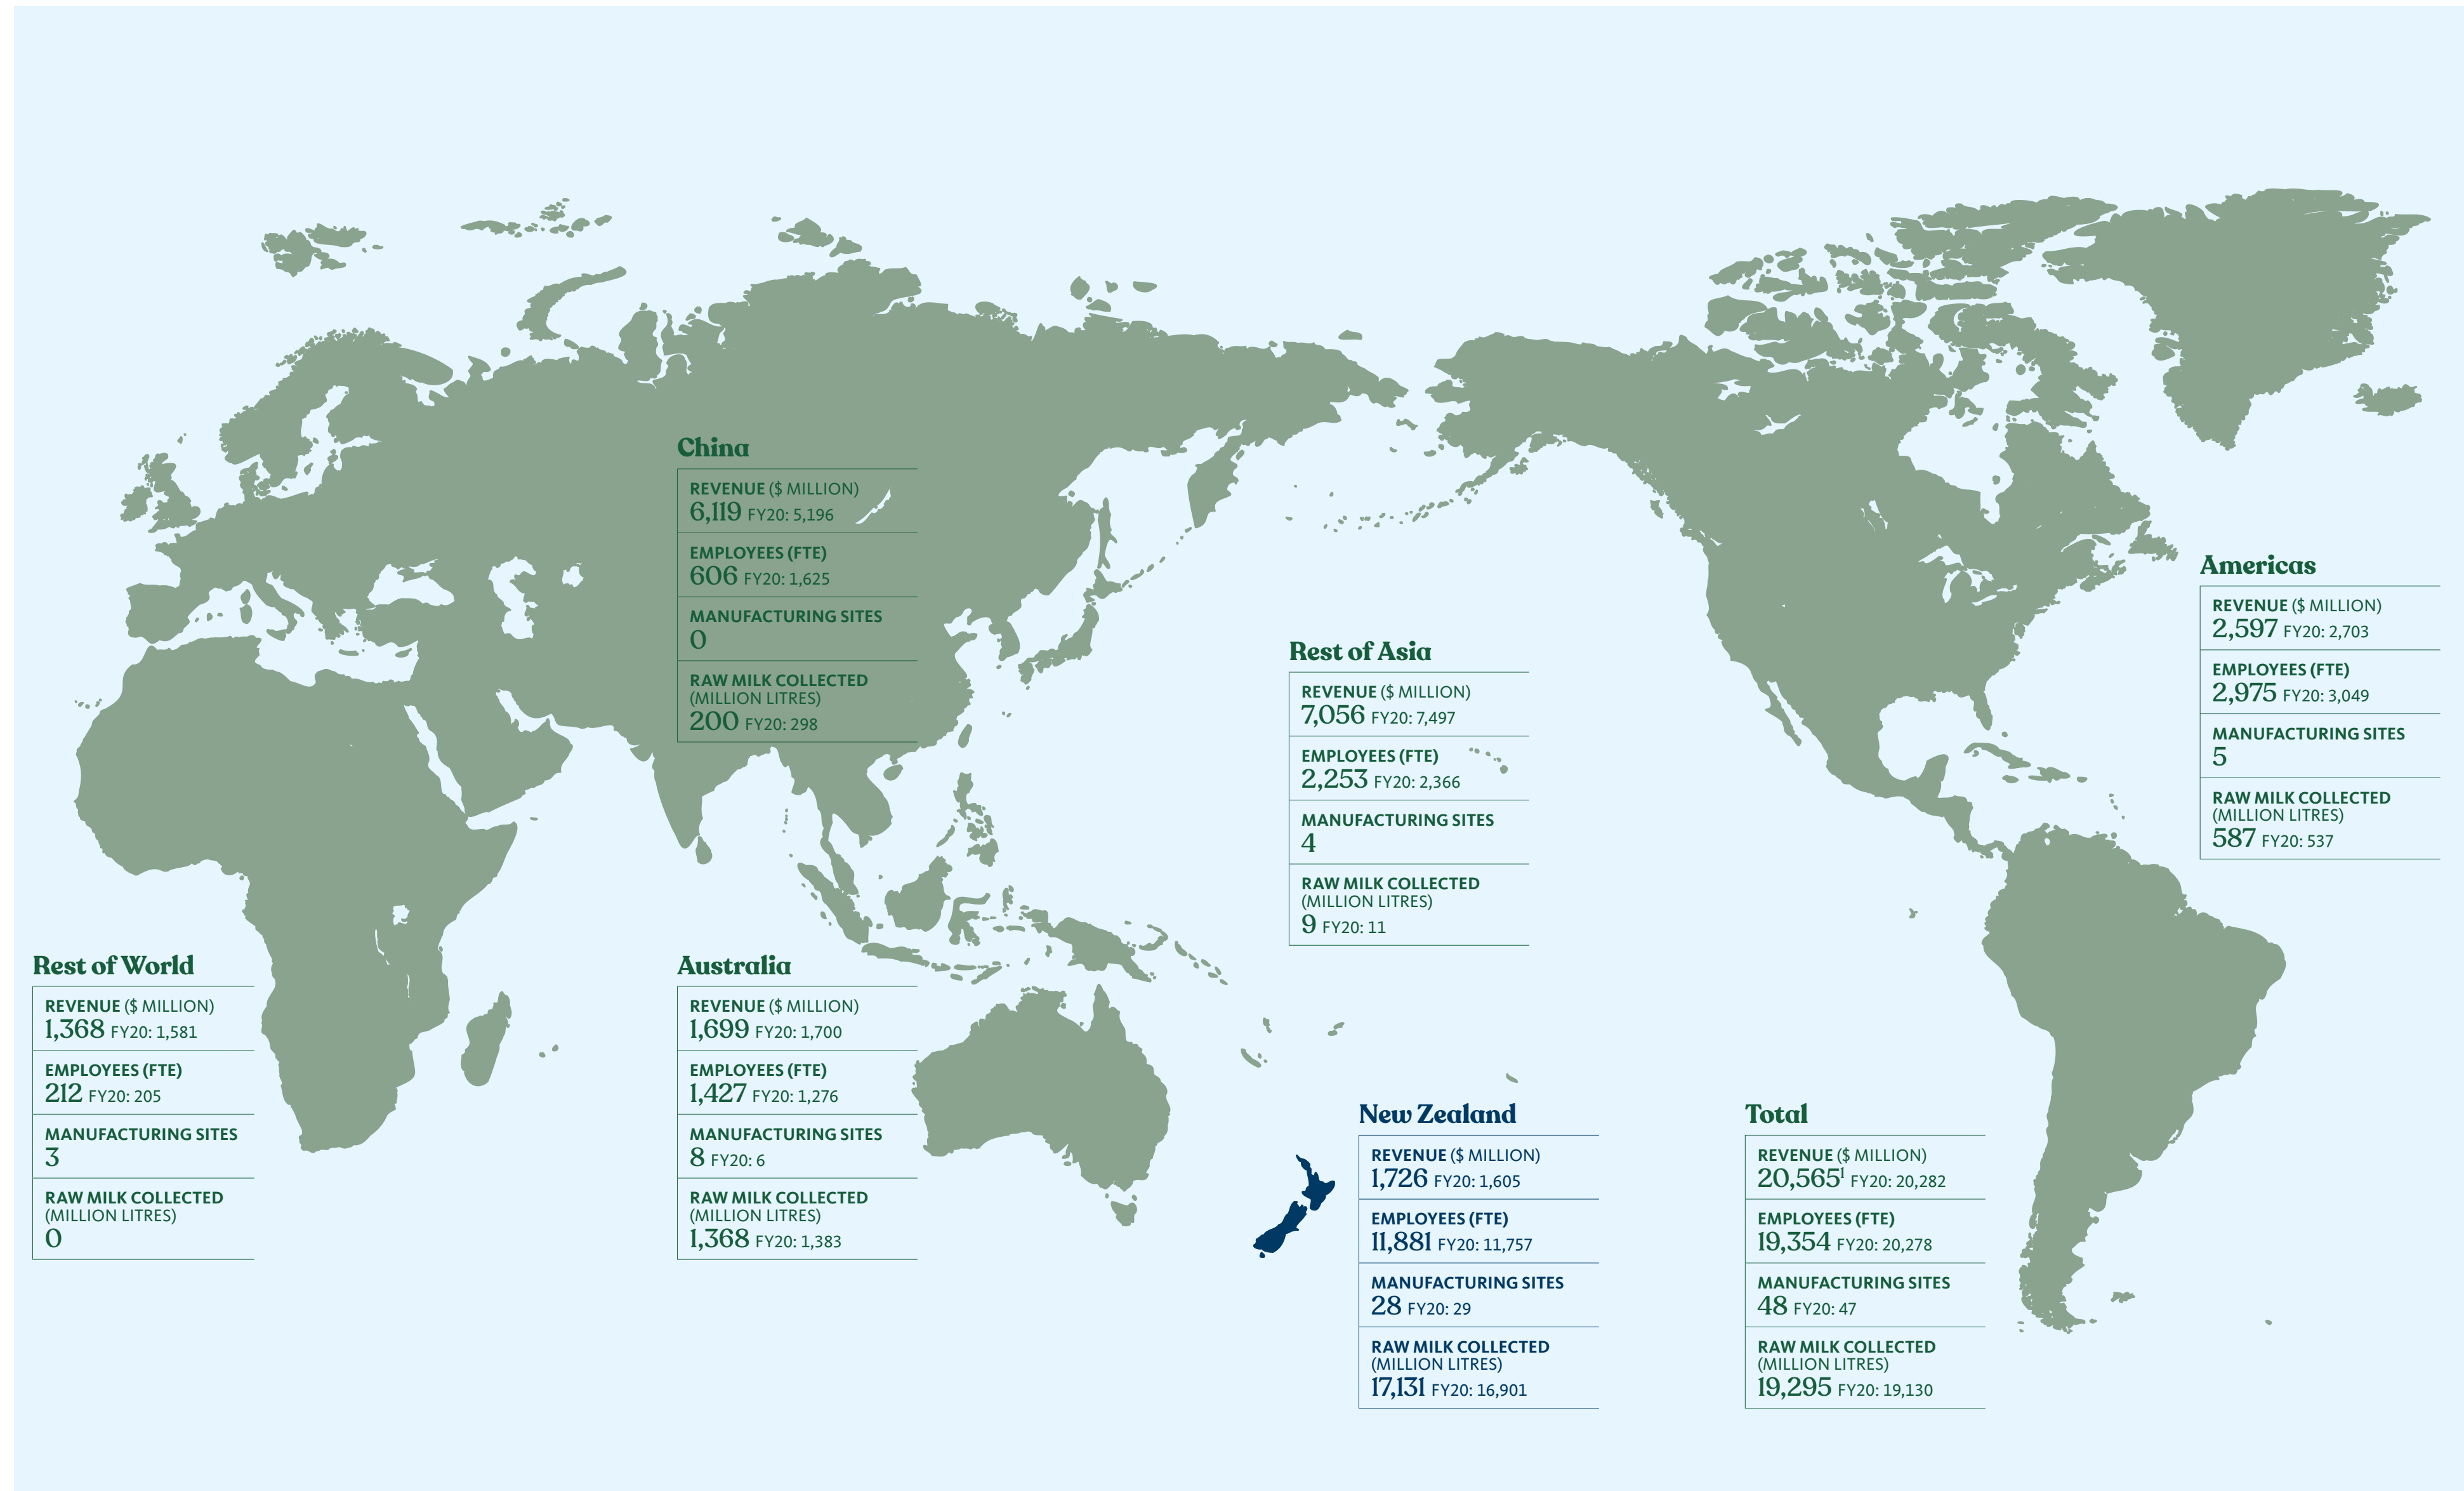 China
REVENUE ($ MILLION)
6,119 FY20: 5,196
EMPLOYEES (FTE)
606 FY20: 1,625
MANUFACTURING SITES
0
RAW MILK COLLECTED
(MILLION LITRES)
200 FY20: 298
Americas
REVENUE ($ MILLION)
2,597 FY20: 2,703
EMPLOYEES (FTE)
2,975 FY20: 3,049
MANUFACTURING SITES
5
RAW MILK COLLECTED
(MILLION LITRES)
587 FY20: 537
Rest of Asia
REVENUE ($ MILLION)
7,056 FY20: 7,497
EMPLOYEES (FTE)
2,253 FY20: 2,366
MANUFACTURING SITES
4
RAW MILK COLLECTED
(MILLION LITRES)
9 FY20: 11
Rest of World
REVENUE ($ MILLION)
1,368 FY20: 1,581
EMPLOYEES (FTE)
212 FY20: 205
MANUFACTURING SITES
3
RAW MILK COLLECTED
(MILLION LITRES)
0
Australia
REVENUE ($ MILLION)
1,699 FY20: 1,700
EMPLOYEES (FTE)
1,427 FY20: 1,276
MANUFACTURING SITES
8 FY20: 6
RAW MILK COLLECTED
(MILLION LITRES)
1,368 FY20: 1,383
New Zealand
REVENUE ($ MILLION)
1,726 FY20: 1,605
EMPLOYEES (FTE)
11,881 FY20: 11,757
MANUFACTURING SITES
28 FY20: 29
RAW MILK COLLECTED
(MILLION LITRES)
17,131 FY20: 16,901
Total
REVENUE ($ MILLION)
20,565¹ FY20: 20,282
EMPLOYEES (FTE)
19,354 FY20: 20,278
MANUFACTURING SITES
48 FY20: 47
RAW MILK COLLECTED
(MILLION LITRES)
19,295 FY20: 19,130